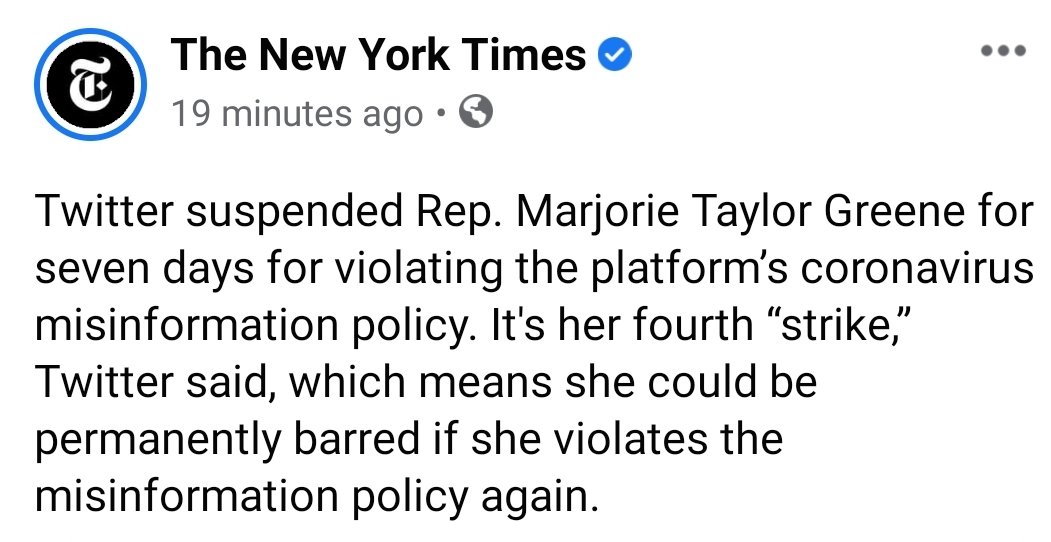 The New York Times
19 minutes ago •
Twitter suspended Rep. Marjorie Taylor Greene for
seven days for violating the platform’s coronavirus
misinformation policy. It's her fourth “strike,”
Twitter said, which means she could be
permanently barred if she violates the
misinformation policy again.